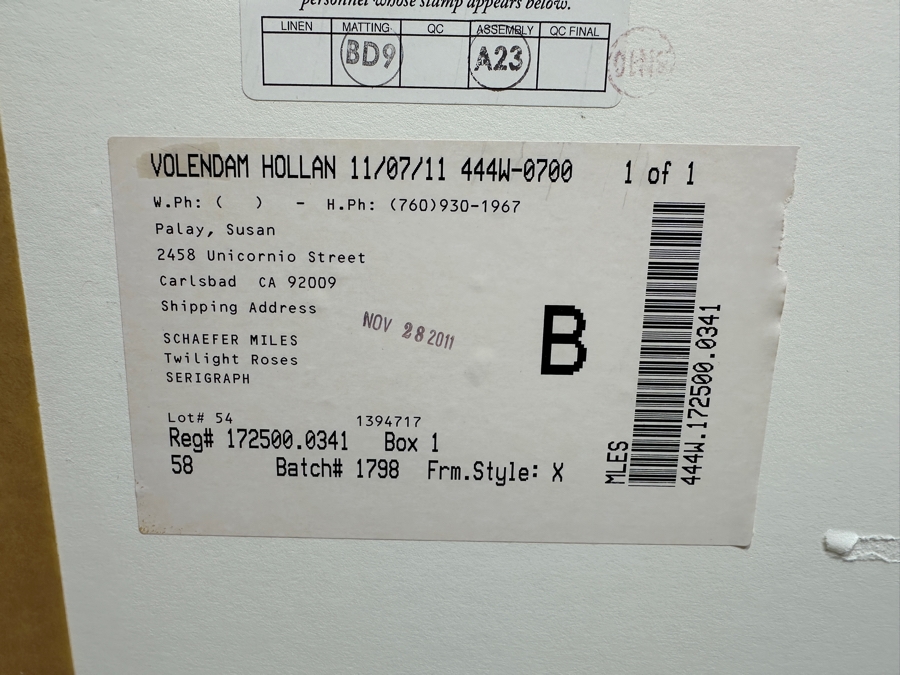 personnel whose stamp appears below.
LINEN MATTING QC ASSEMBLY QC FINAL
BD9 A23
VOLENDAM HOLLAN 11/07/11 444W-0700 1 of 1
W.Ph: ( ) - H.Ph: (760)930-1967
Palay, Susan
2458 Unicornio Street
Carlsbad CA 92009
Shipping Address
NOV 28 2011
B
SCHAEFER MILES
Twilight Roses
SERIGRAPH
Lot# 54 1394717
Reg# 172500.0341 Box 1
58 Batch# 1798 Frm.Style: X
MLES
444W.172500.0341